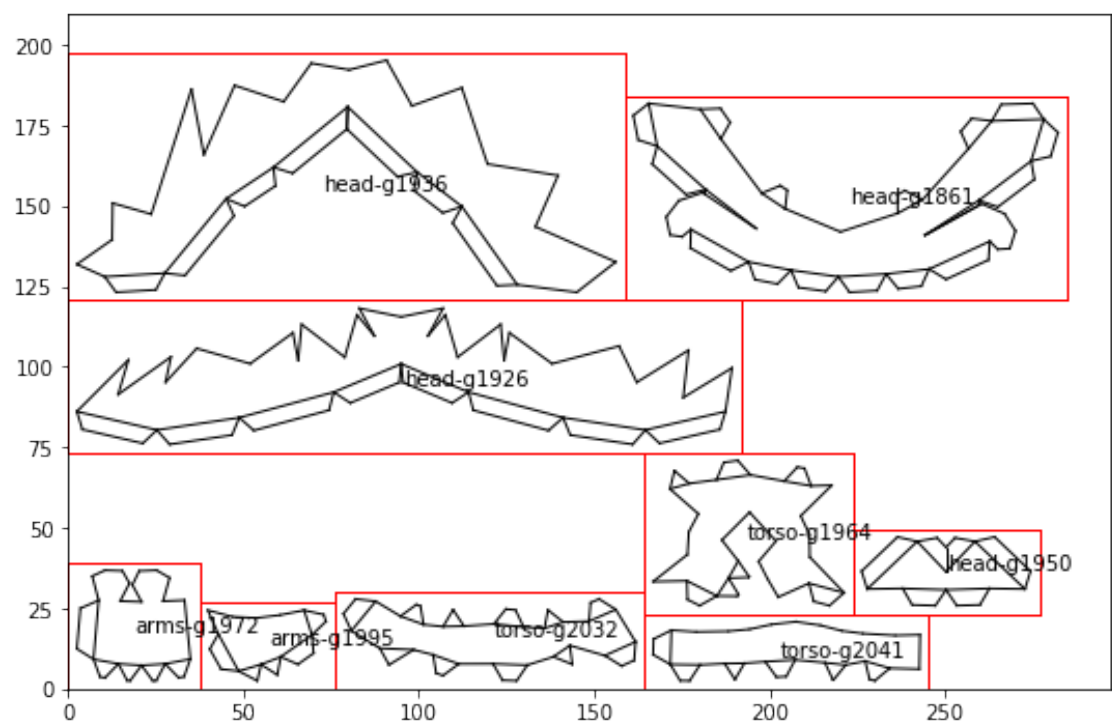 200
175
150
125
100
75
50
25
0
0 50 100 150 200 250
head-g1936
head-g1861
head-g1926
torso-g1964
head-g1950
arms-g1972
arms-g1995
torso-g2032
torso-g2041